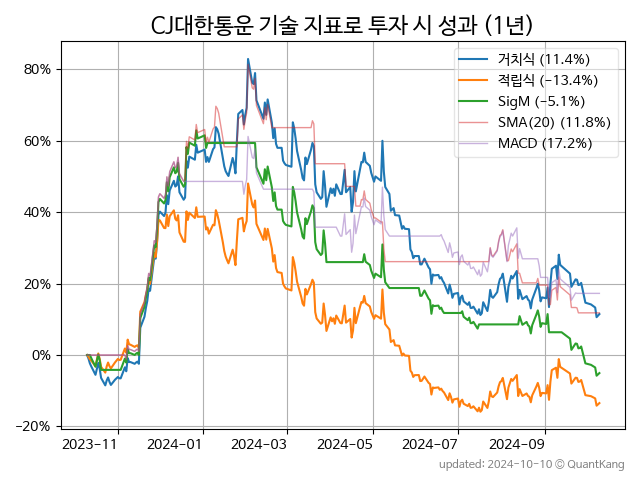 CJ대한통운 기술 지표로 투자 시 성과 (1년)
거치식 (11.4%)
적립식 (−13.4%)
SigM (−5.1%)
SMA(20) (11.8%)
MACD (17.2%)
80%
60%
40%
20%
0%
−20%
2023-11 2024-01 2024-03 2024-05 2024-07 2024-09
updated: 2024-10-10 © QuantKang